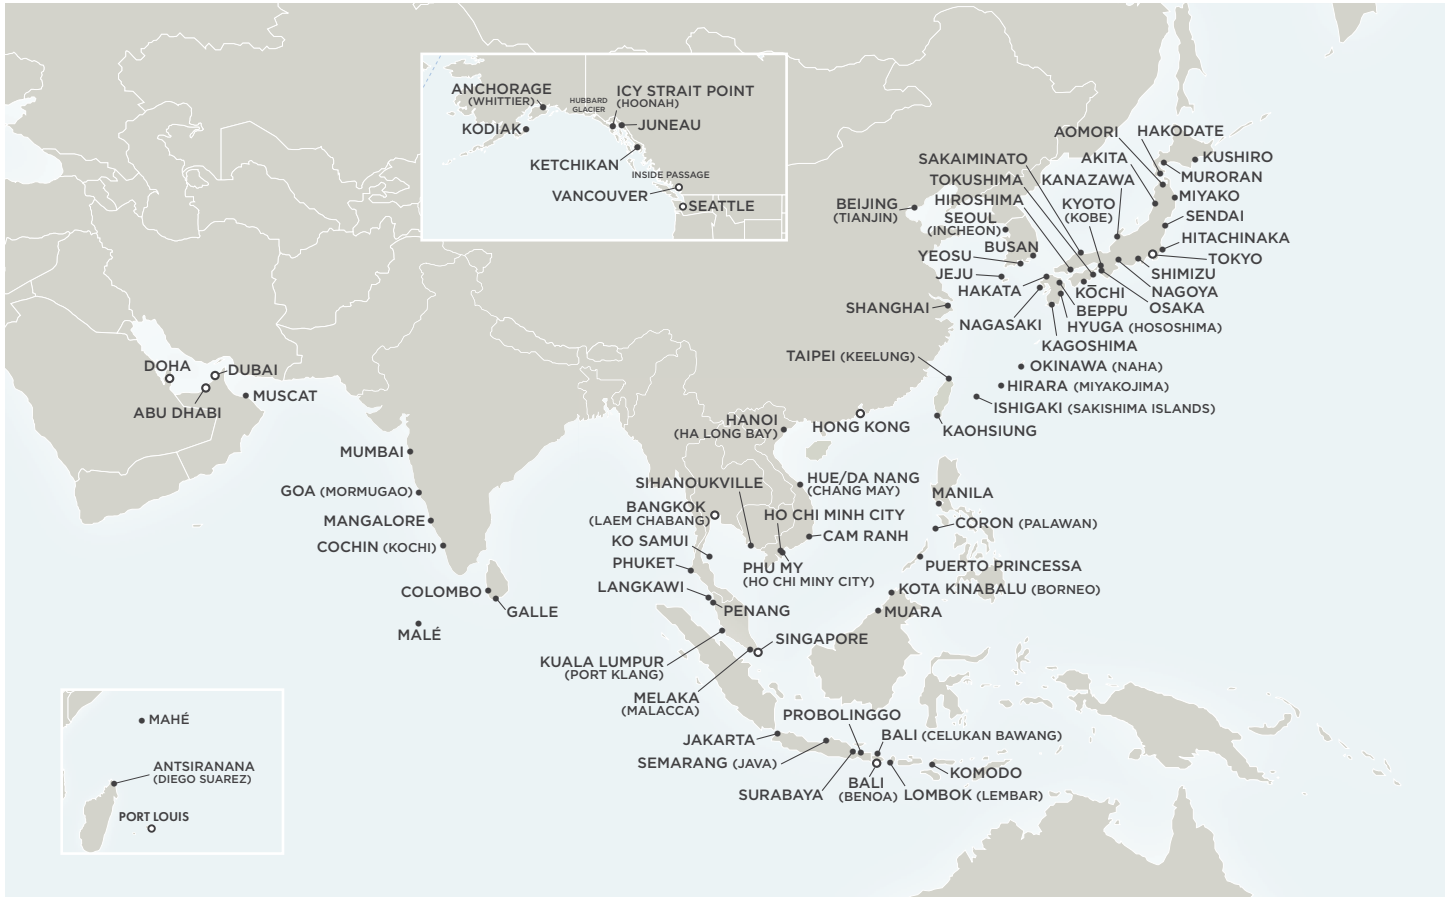 ANCHORAGE
(WHITTIER)
HUBBARD
GLACIER
ICY STRAIT POINT
(HOONAH)
KODIAK
JUNEAU
KETCHIKAN
INSIDE PASSAGE
VANCOUVER
SEATTLE
AOMORI
HAKODATE
SAKAIMINATO
AKITA
KUSHIRO
TOKUSHIMA
KANAZAWA
MURORAN
HIROSHIMA
KYOTO
(KOBE)
MIYAKO
BEIJING
(TIANJIN)
SEOUL
(INCHEON)
SENDAI
BUSAN
HITACHINAKA
YEOSU
TOKYO
JEJU
SHIMIZU
HAKATA
KŌCHI
NAGOYA
SHANGHAI
BEPPU
OSAKA
NAGASAKI
HYUGA (HOSOSHIMA)
KAGOSHIMA
TAIPEI (KEELUNG)
OKINAWA (NAHA)
HIRARA (MIYAKOJIMA)
ISHIGAKI (SAKISHIMA ISLANDS)
KAOHSIUNG
DOHA
DUBAI
ABU DHABI
MUSCAT
HANOI
(HA LONG BAY)
HONG KONG
MUMBAI
GOA (MORMUGAO)
MANGALORE
COCHIN (KOCHI)
COLOMBO
GALLE
MALÉ
SIHANOUKVILLE
HUE/DA NANG
(CHANG MAY)
MANILA
BANGKOK
(LAEM CHABANG)
HO CHI MINH CITY
CORON (PALAWAN)
KO SAMUI
CAM RANH
PHUKET
PHU MY
(HO CHI MINY CITY)
PUERTO PRINCESSA
LANGKAWI
KOTA KINABALU (BORNEO)
PENANG
MUARA
SINGAPORE
KUALA LUMPUR
(PORT KLANG)
MELAKA
(MALACCA)
PROBOLINGGO
JAKARTA
BALI (CELUKAN BAWANG)
SEMARANG (JAVA)
KOMODO
SURABAYA
BALI
(BENOA)
LOMBOK (LEMBAR)
MAHÉ
ANTSIRANANA
(DIEGO SUAREZ)
PORT LOUIS